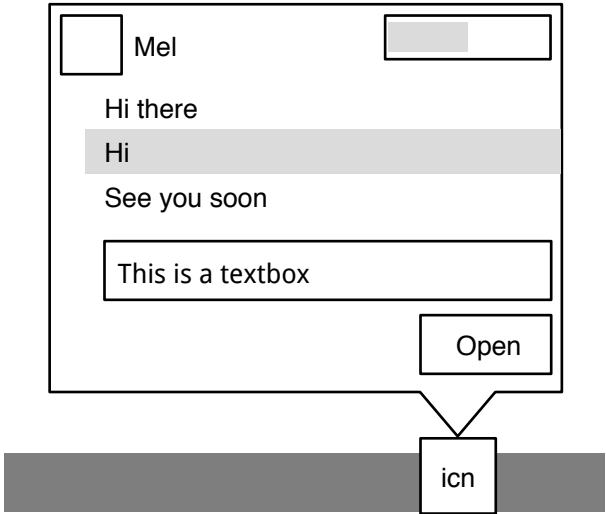 Mel
Hi there
Hi
See you soon
This is a textbox
Open
icn